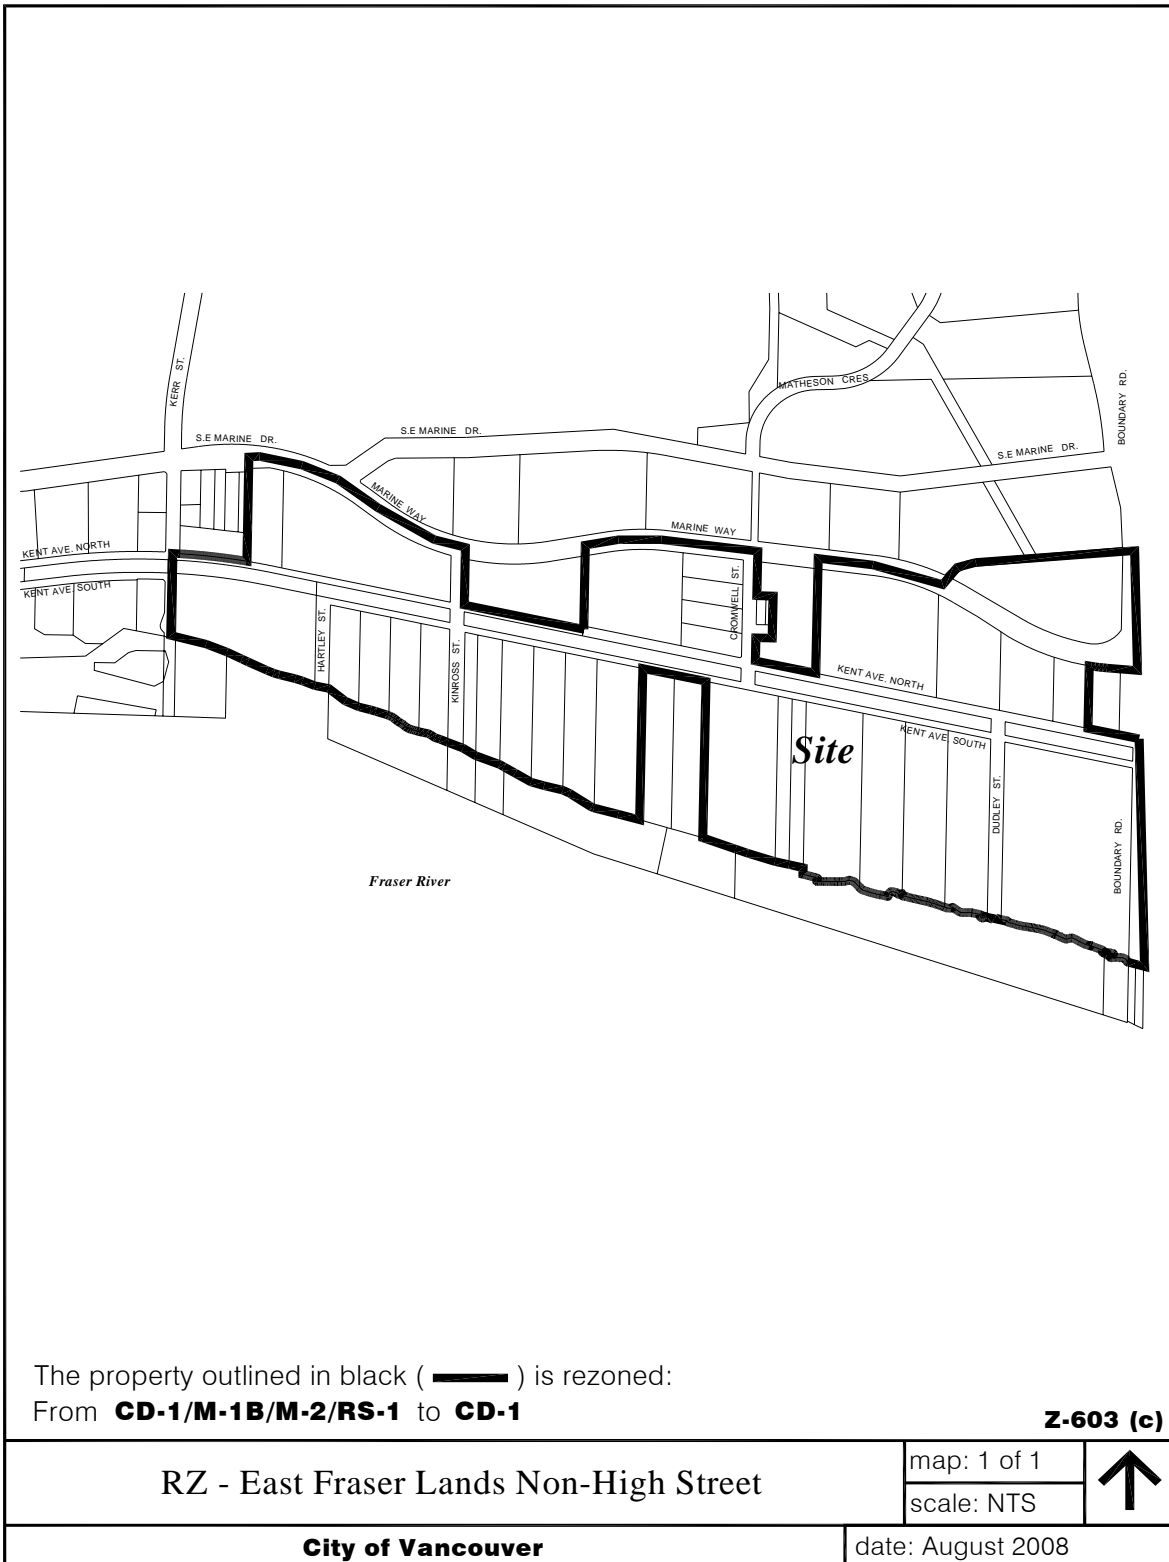 KERR ST.
S.E MARINE DR.
S.E MARINE DR.
MATHESON CRES
BOUNDARY RD.
S.E MARINE DR.
MARINE WAY
MARINE WAY
KENT AVE. NORTH
KENT AVE. SOUTH
CROMWELL ST.
HARTLEY ST.
KINROSS ST.
KENT AVE. NORTH
KENT AVE. SOUTH
Site
DUDLEY ST.
BOUNDARY RD.
Fraser River
The property outlined in black ( ) is rezoned:
From CD-1/M-1B/M-2/RS-1 to CD-1
Z-603 (c)
RZ - East Fraser Lands Non-High Street
map: 1 of 1
scale: NTS
City of Vancouver
date: August 2008